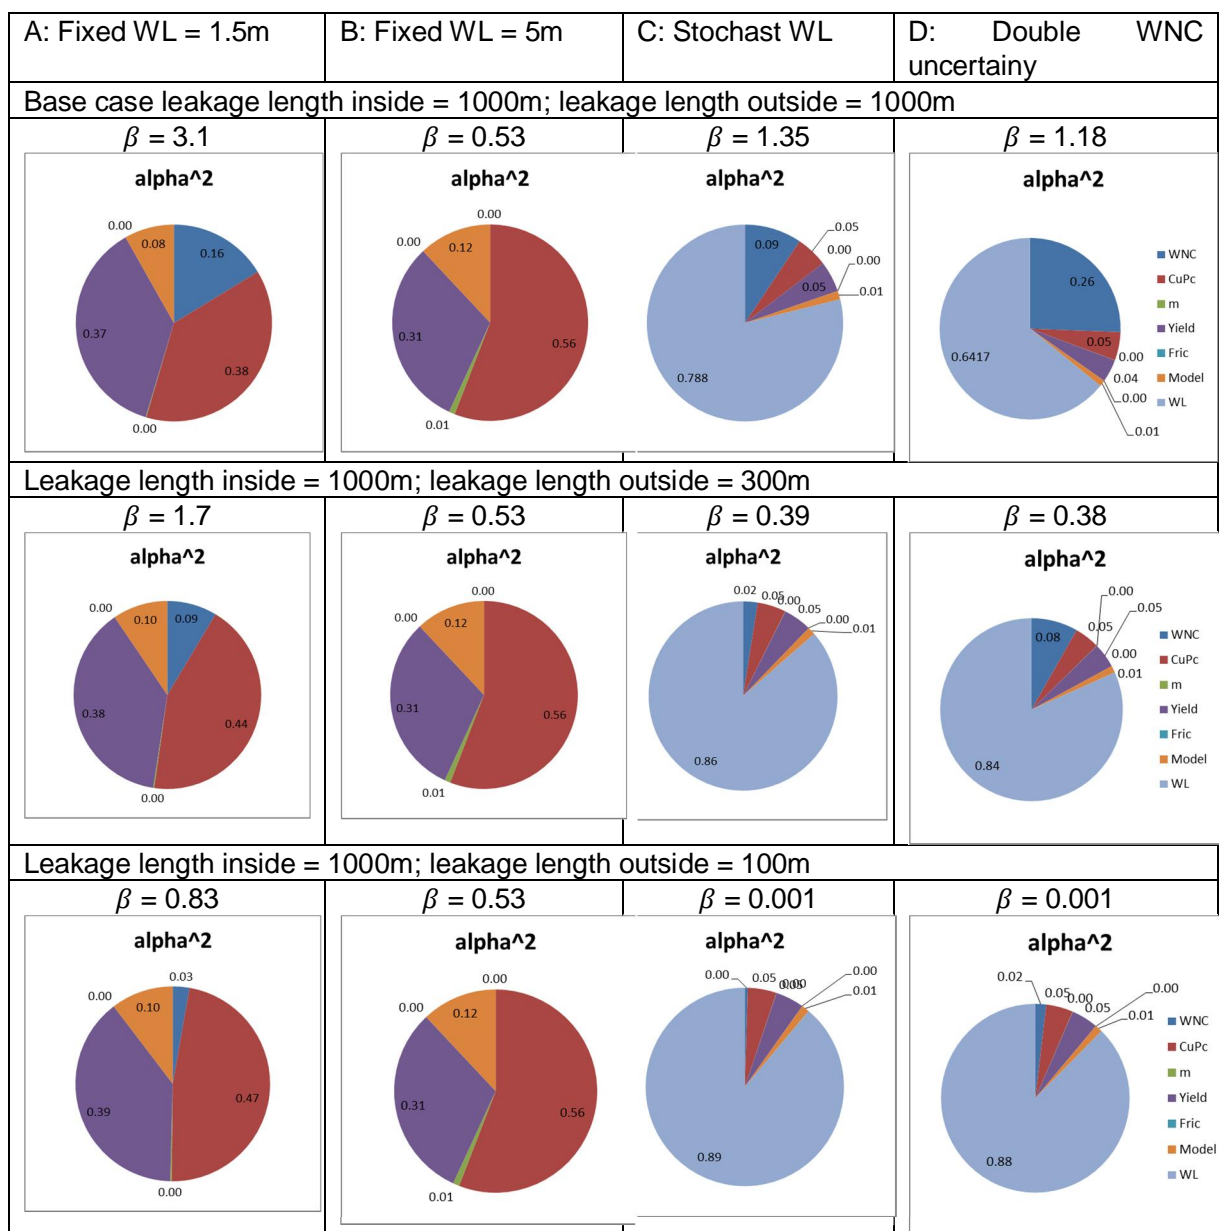 A: Fixed WL = 1.5m
B: Fixed WL = 5m
C: Stochast WL
D: Double WNC
uncertainy
Base case leakage length inside = 1000m; leakage length outside = 1000m
β = 3.1
alpha^2
0.00
0.08
0.16
0.37
0.38
0.00
β = 0.53
alpha^2
0.00
0.00
0.12
0.31
0.56
0.01
β = 1.35
alpha^2
0.09
0.05
0.00
0.05
0.00
0.01
0.788
β = 1.18
alpha^2
0.26
0.05
0.00
0.04
0.00
0.01
0.6417
WNC
CuPc
m
Yield
Fric
Model
WL
Leakage length inside = 1000m; leakage length outside = 300m
β = 1.7
alpha^2
0.00
0.10
0.09
0.38
0.44
0.00
β = 0.53
alpha^2
0.00
0.00
0.12
0.31
0.56
0.01
β = 0.39
alpha^2
0.02
0.05
0.00
0.05
0.00
0.01
0.86
β = 0.38
alpha^2
0.08
0.05
0.00
0.05
0.00
0.01
0.84
WNC
CuPc
m
Yield
Fric
Model
WL
Leakage length inside = 1000m; leakage length outside = 100m
β = 0.83
alpha^2
0.03
0.00
0.10
0.39
0.47
0.00
β = 0.53
alpha^2
0.00
0.00
0.12
0.31
0.56
0.01
β = 0.001
alpha^2
0.00
0.05
0.05
0.00
0.00
0.01
0.89
β = 0.001
alpha^2
0.02
0.05
0.00
0.05
0.00
0.01
0.88
WNC
CuPc
m
Yield
Fric
Model
WL